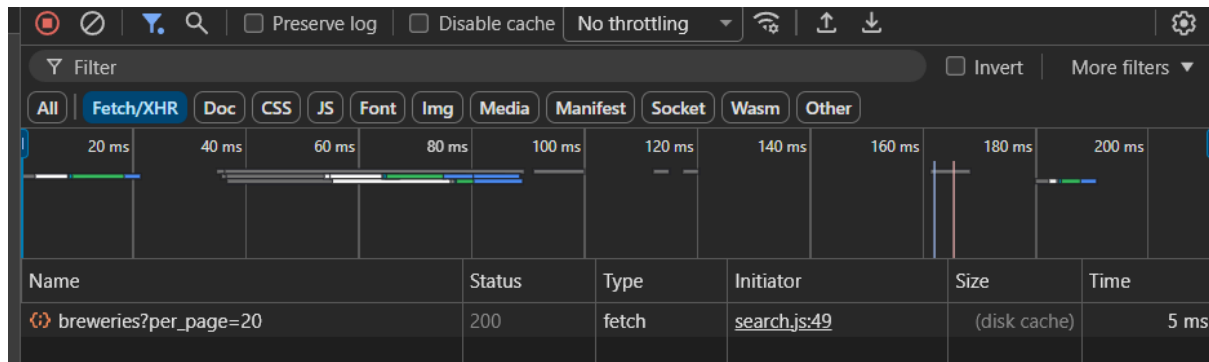 Preserve log Disable cache No throttling
Filter Invert More filters ▼
All Fetch/XHR Doc CSS JS Font Img Media Manifest Socket Wasm Other
20 ms 40 ms 60 ms 80 ms 100 ms 120 ms 140 ms 160 ms 180 ms 200 ms
Name Status Type Initiator Size Time
breweries?per_page=20 200 fetch search.js:49 (disk cache) 5 ms